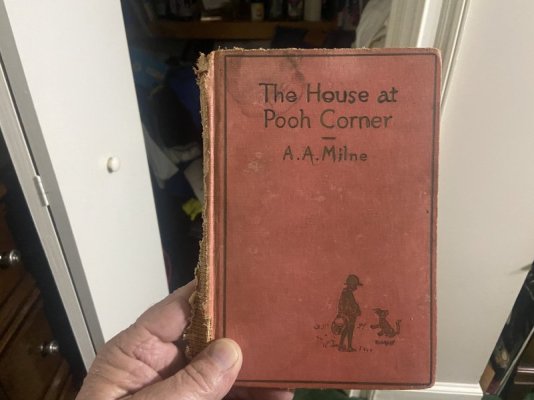 The House at
Pooh Corner
A.A.Milne